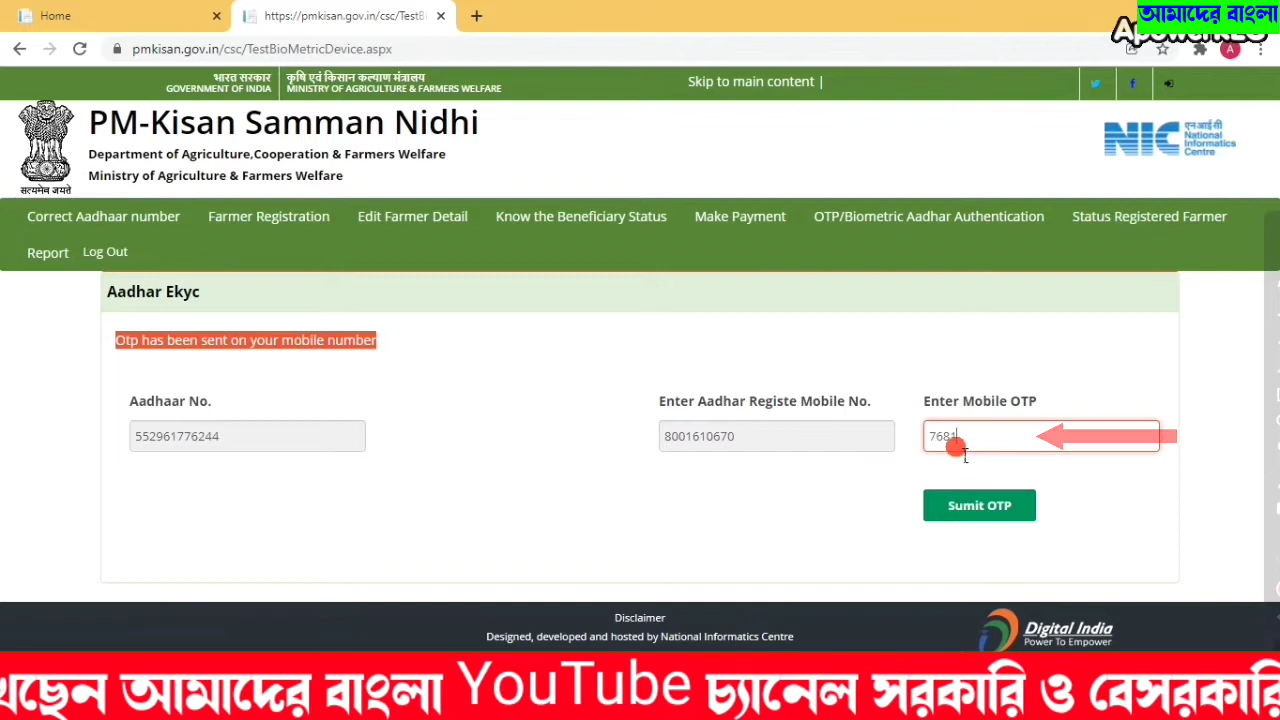 Home
https://pmkisan.gov.in/csc/TestB
আমাদের বাংলা
pmkisan.gov.in/csc/TestBioMetricDevice.aspx
A
भारत सरकार
GOVERNMENT OF INDIA
कृषि एवं किसान कल्याण मंत्रालय
MINISTRY OF AGRICULTURE & FARMERS WELFARE
Skip to main content |
PM-Kisan Samman Nidhi
Department of Agriculture,Cooperation & Farmers Welfare
Ministry of Agriculture & Farmers Welfare
सत्यमेव जयते
NIC एन आई सी
National
Informatics
Centre
Correct Aadhaar number Farmer Registration Edit Farmer Detail Know the Beneficiary Status Make Payment OTP/Biometric Aadhar Authentication Status Registered Farmer
Report Log Out
Aadhar Ekyc
Otp has been sent on your mobile number
Aadhaar No. Enter Aadhar Registe Mobile No. Enter Mobile OTP
552961776244 8001610670 7681
Sumit OTP
Disclaimer
Designed, developed and hosted by National Informatics Centre
Digital India
Power To Empower
আমাদের বাংলা YouTube চ্যানেল সরকারি ও বেসরকারি